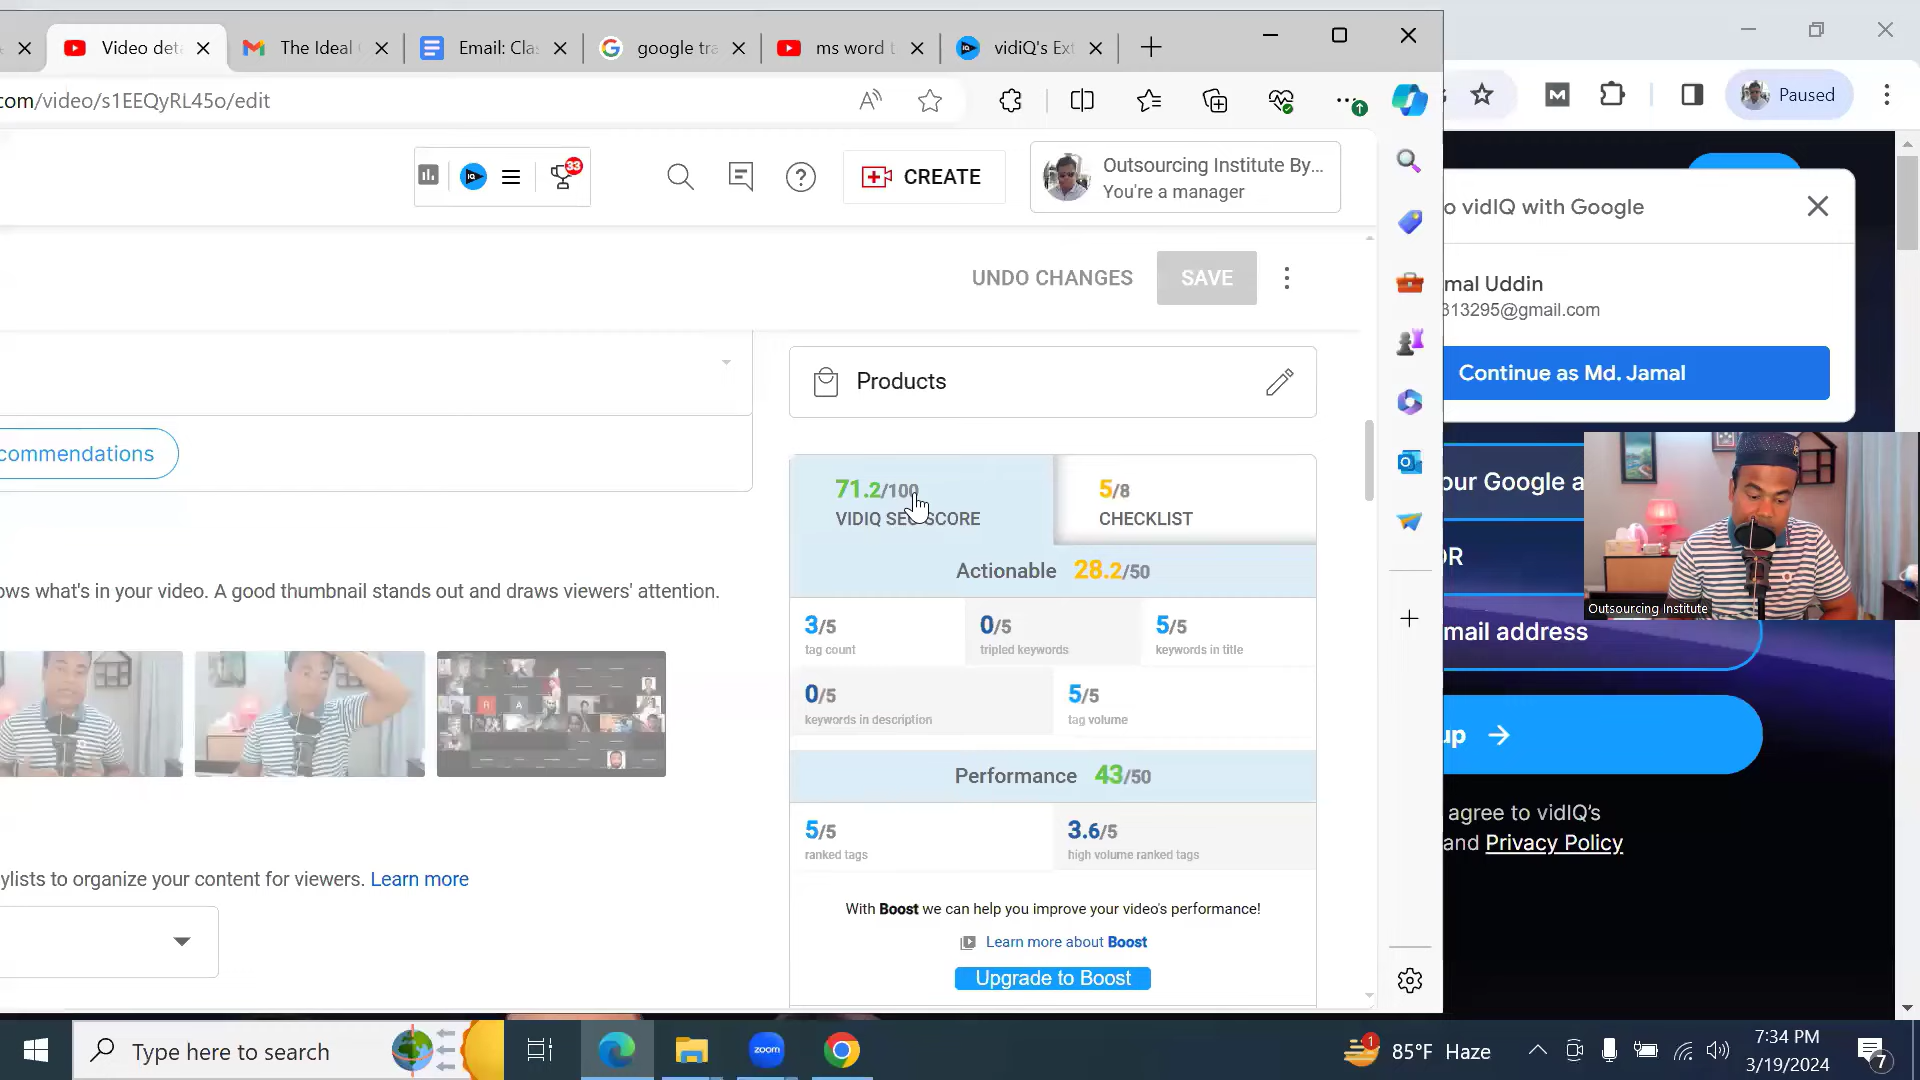 Video det
The Ideal
Email: Cla
google tra
ms word t
vidiQ's Ext
com/video/s1EEQyRL45o/edit
Paused
33
CREATE
Outsourcing Institute By...
You're a manager
o vidIQ with Google
UNDO CHANGES
SAVE
mal Uddin
313295@gmail.com
Continue as Md. Jamal
Products
commendations
71.2/100
VIDIQ SEO SCORE
5/8
CHECKLIST
our Google a
OR
Outsourcing Institute
mail address
Actionable 28.2/50
ows what's in your video. A good thumbnail stands out and draws viewers' attention.
3/5
tag count
0/5
tripled keywords
5/5
keywords in title
0/5
keywords in description
5/5
tag volume
up
Performance 43/50
5/5
ranked tags
3.6/5
high volume ranked tags
agree to vidIQ's
and Privacy Policy
ylists to organize your content for viewers. Learn more
With Boost we can help you improve your video's performance!
Learn more about Boost
Upgrade to Boost
Type here to search
zoom
1
85°F Haze
7:34 PM
3/19/2024
7